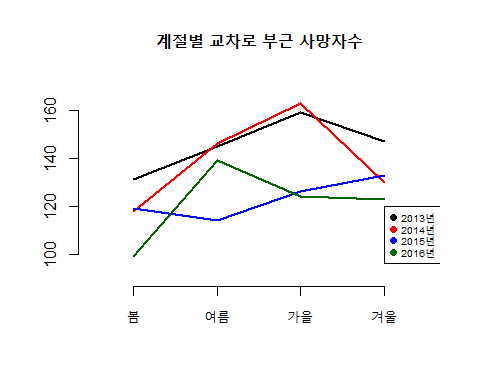 계절별 교차로 부근 사망자수
160
140
120
100
봄 여름 가을 겨울
2013년
2014년
2015년
2016년